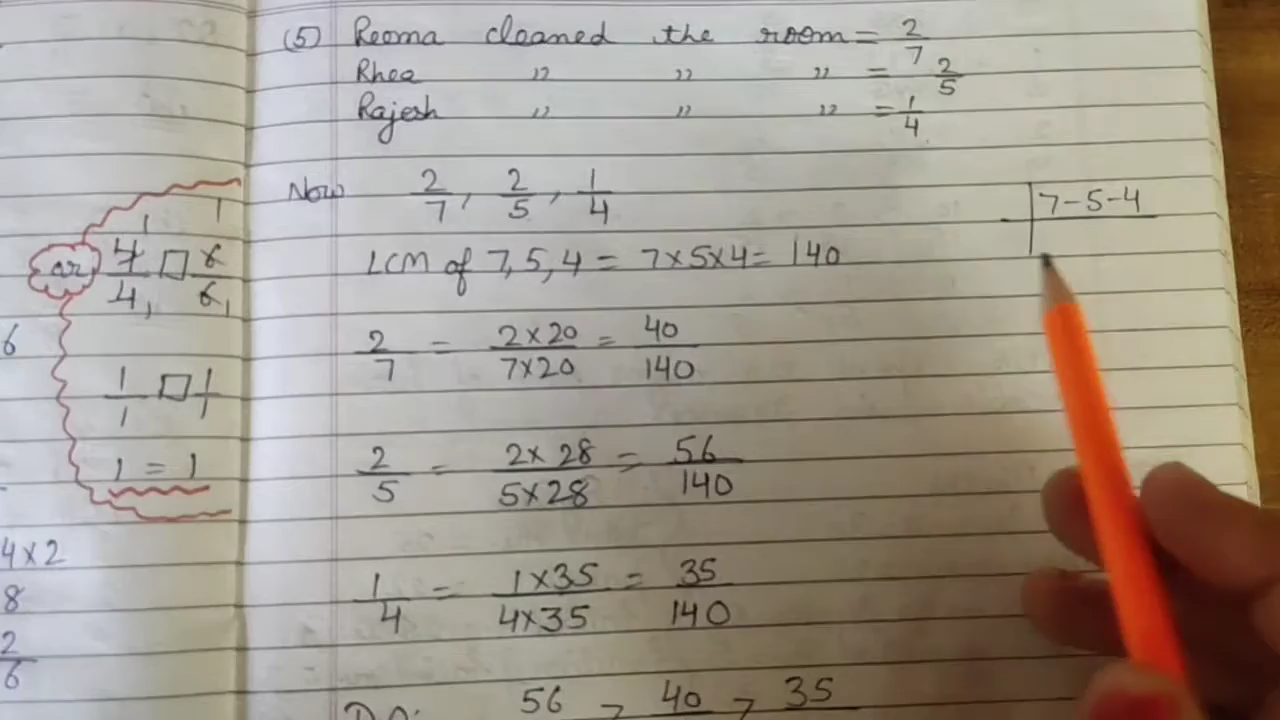 (5) Reema cleaned the room = 2/7
Rhea " " " = 2/5
Rajesh " " " = 1/4
Now 2/7, 2/5, 1/4
7-5-4
LCM of 7, 5, 4 = 7×5×4= 140
2/7 = 2×20/7×20 = 40/140
2/5 = 2×28/5×28 = 56/140
1/4 = 1×35/4×35 = 35/140
D.O: 56 > 40 > 35
or 4/4 □ 6/6
1 1
1 1
1/1 □ 1/1
1 = 1
6
4×2
8
2/6